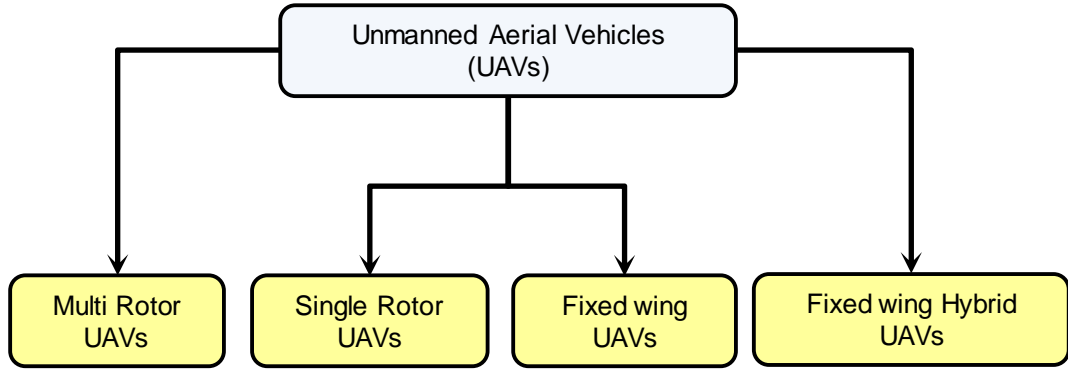 Unmanned Aerial Vehicles
(UAVs)
Multi Rotor
UAVs
Single Rotor
UAVs
Fixed wing
UAVs
Fixed wing Hybrid
UAVs